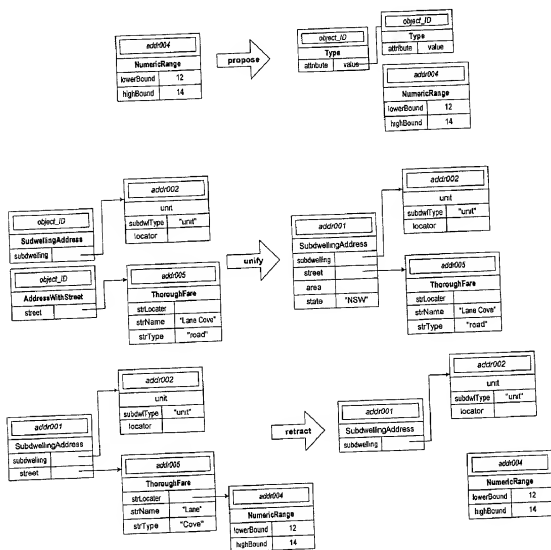 addr004
NumericRange
lowerBound 12
highBound 14
propose
object_ID
Type
attribute value
object_ID
Type
attribute value
addr004
NumericRange
lowerBound 12
highBound 14
object_ID
SudwellingAddress
subdwelling
addr002
unit
subdwlType "unit"
locator
object_ID
AddressWithStreet
street
addr005
ThoroughFare
strLocater
strName "Lane Cove"
strType "road"
unify
addr001
SubdwellingAddress
subdwelling
street
area
state "NSW"
addr002
unit
subdwlType "unit"
locator
addr005
ThoroughFare
strLocater
strName "Lane Cove"
strType "road"
addr001
SubdwellingAddress
subdwelling
street
addr002
unit
subdwlType "unit"
locator
addr005
ThoroughFare
strLocater
strName "Lane"
strType "Cove"
addr004
NumericRange
lowerBound 12
highBound 14
retract
addr001
SubdwellingAddress
subdwelling
addr002
unit
subdwlType "unit"
locator
addr004
NumericRange
lowerBound 12
highBound 14